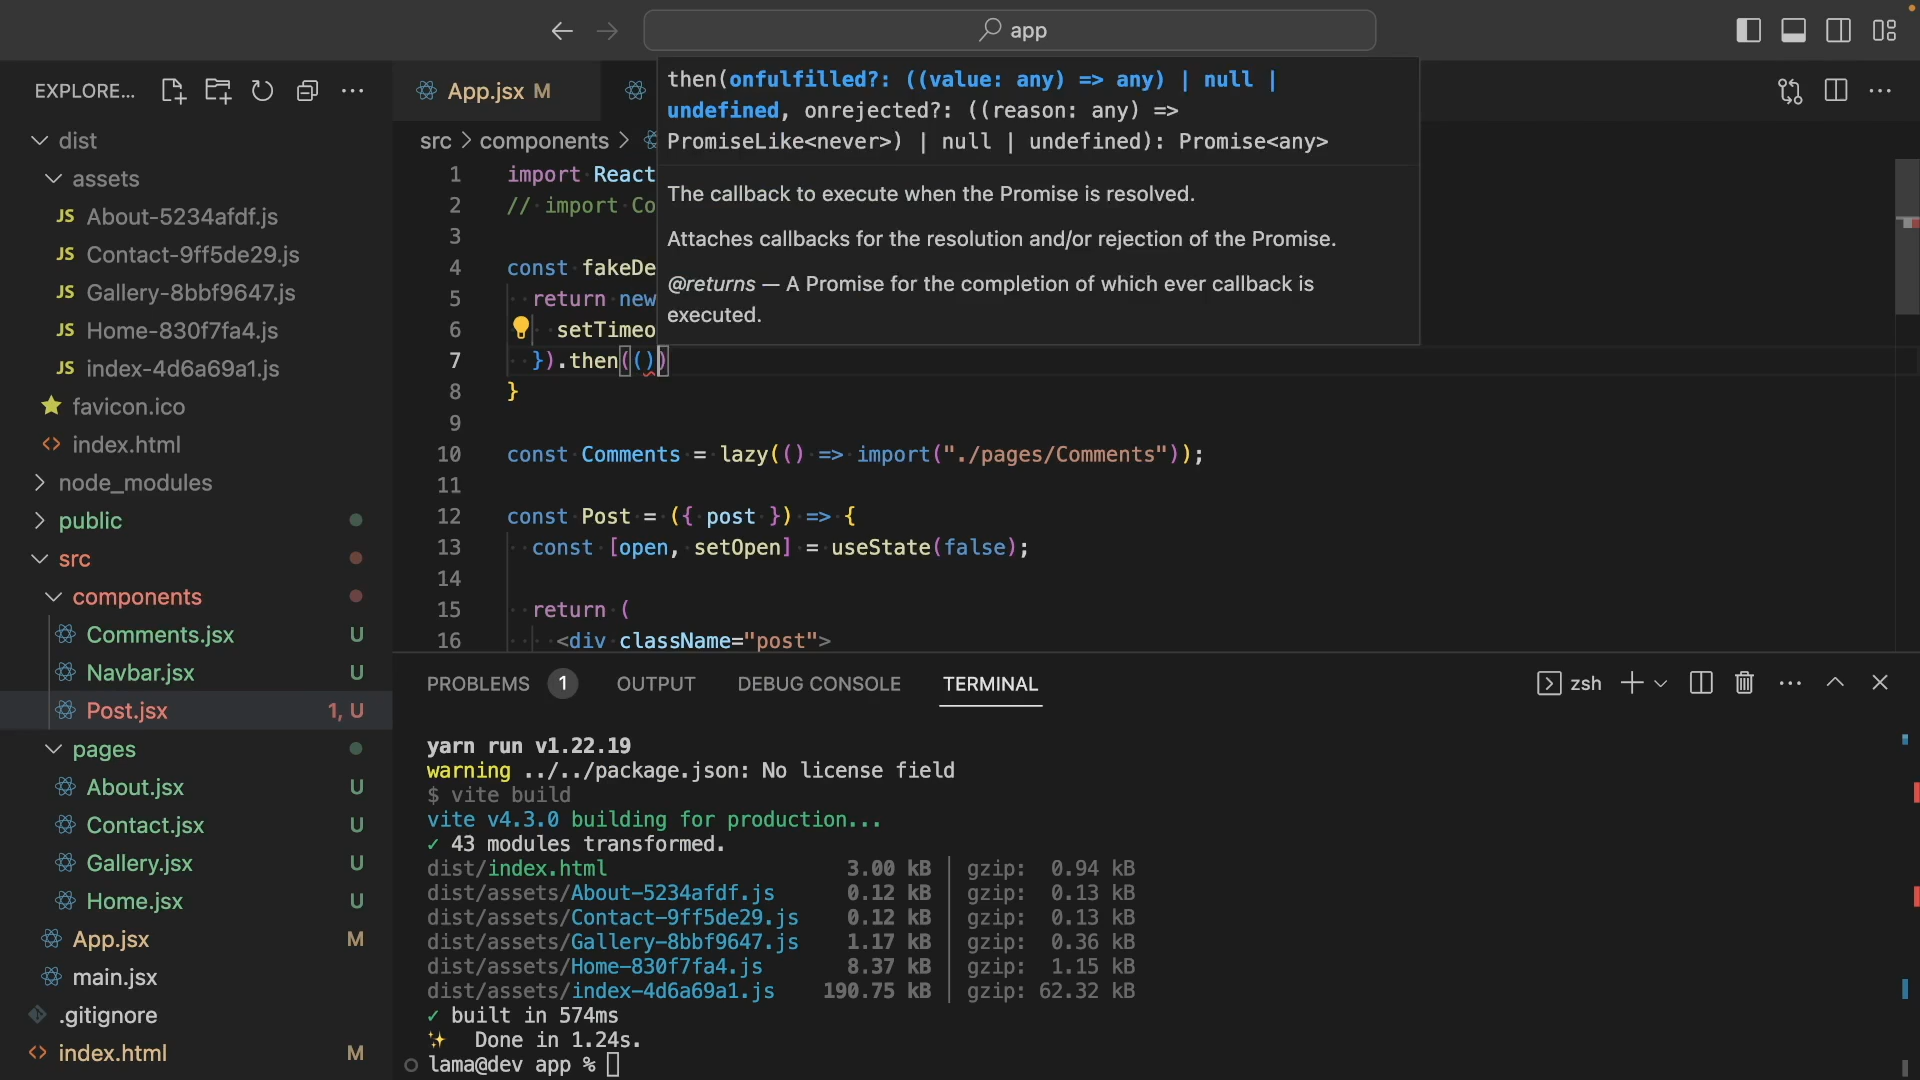 app
EXPLORE...
dist
assets
JS About-5234afdf.js
JS Contact-9ff5de29.js
JS Gallery-8bbf9647.js
JS Home-830f7fa4.js
JS index-4d6a69a1.js
favicon.ico
index.html
node_modules
public
src
components
Comments.jsx U
Navbar.jsx U
Post.jsx 1, U
pages
About.jsx U
Contact.jsx U
Gallery.jsx U
Home.jsx U
App.jsx M
main.jsx
.gitignore
index.html M
App.jsx M
src > components >
then(onfulfilled?: ((value: any) => any) | null |
undefined, onrejected?: ((reason: any) =>
PromiseLike<never>) | null | undefined): Promise<any>
The callback to execute when the Promise is resolved.
Attaches callbacks for the resolution and/or rejection of the Promise.
@returns — A Promise for the completion of which ever callback is
executed.
1 import React
2 // import Co
3
4 const fakeDe
5 return new
6 setTimeo
7 }).then(())
8 }
9
10 const Comments = lazy(() => import("./pages/Comments"));
11
12 const Post = ({ post }) => {
13 const [open, setOpen] = useState(false);
14
15 return (
16 <div className="post">
PROBLEMS 1 OUTPUT DEBUG CONSOLE TERMINAL
zsh
yarn run v1.22.19
warning ../../package.json: No license field
$ vite build
vite v4.3.0 building for production...
✓ 43 modules transformed.
dist/index.html 3.00 kB │ gzip: 0.94 kB
dist/assets/About-5234afdf.js 0.12 kB │ gzip: 0.13 kB
dist/assets/Contact-9ff5de29.js 0.12 kB │ gzip: 0.13 kB
dist/assets/Gallery-8bbf9647.js 1.17 kB │ gzip: 0.36 kB
dist/assets/Home-830f7fa4.js 8.37 kB │ gzip: 1.15 kB
dist/assets/index-4d6a69a1.js 190.75 kB │ gzip: 62.32 kB
✓ built in 574ms
✨ Done in 1.24s.
lama@dev app %